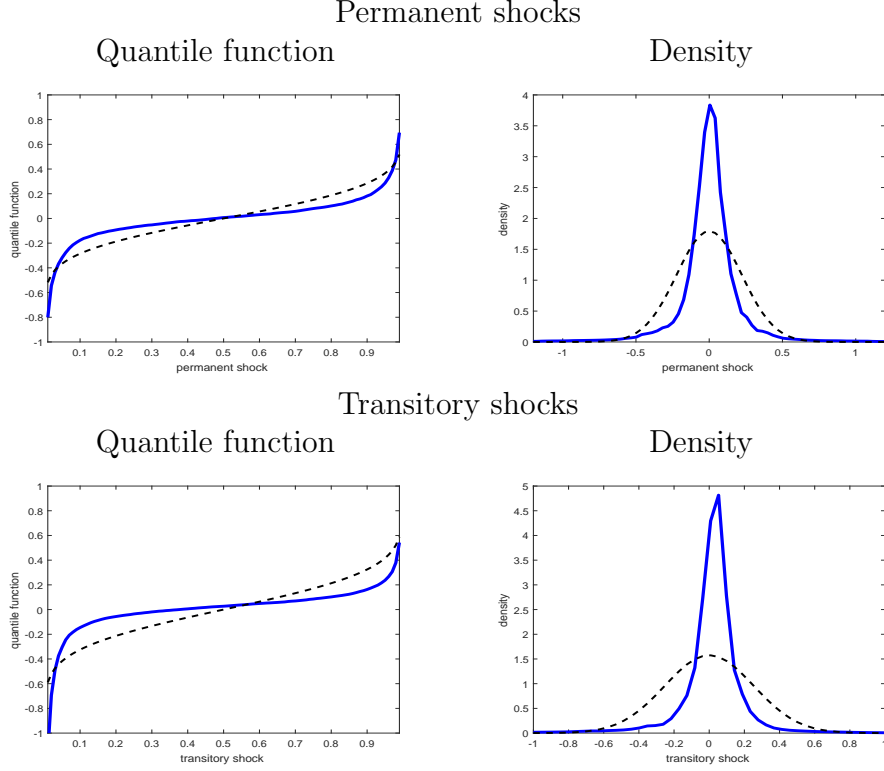 Permanent shocks
Quantile function
Density
1
0.8
0.6
0.4
0.2
0
-0.2
-0.4
-0.6
-0.8
-1
quantile function
0.1 0.2 0.3 0.4 0.5 0.6 0.7 0.8 0.9
permanent shock
4
3.5
3
2.5
2
1.5
1
0.5
0
density
-1 -0.5 0 0.5 1
permanent shock
Transitory shocks
Quantile function
Density
1
0.8
0.6
0.4
0.2
0
-0.2
-0.4
-0.6
-0.8
-1
quantile function
0.1 0.2 0.3 0.4 0.5 0.6 0.7 0.8 0.9
transitory shock
5
4.5
4
3.5
3
2.5
2
1.5
1
0.5
0
density
-1 -0.8 -0.6 -0.4 -0.2 0 0.2 0.4 0.6 0.8
transitory shock